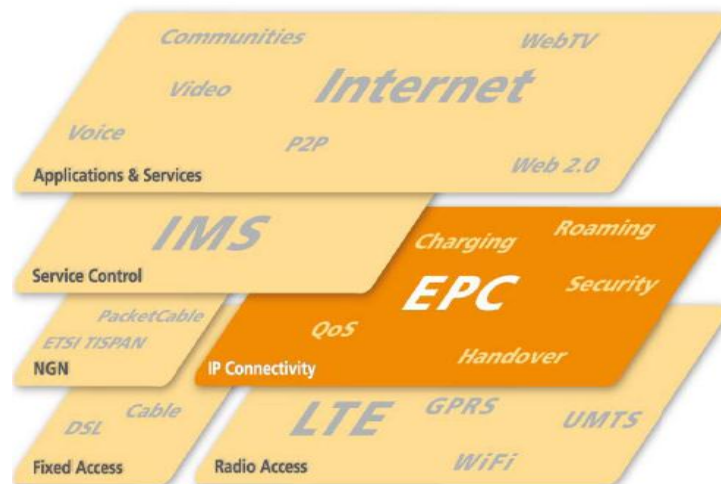 Communities
WebTV
Video
Internet
Voice
P2P
Web 2.0
Applications & Services
IMS
Service Control
Charging
Roaming
EPC
Security
QoS
Handover
IP Connectivity
PacketCable
ETSI TISPAN
NGN
Cable
DSL
Fixed Access
LTE
GPRS
UMTS
WiFi
Radio Access